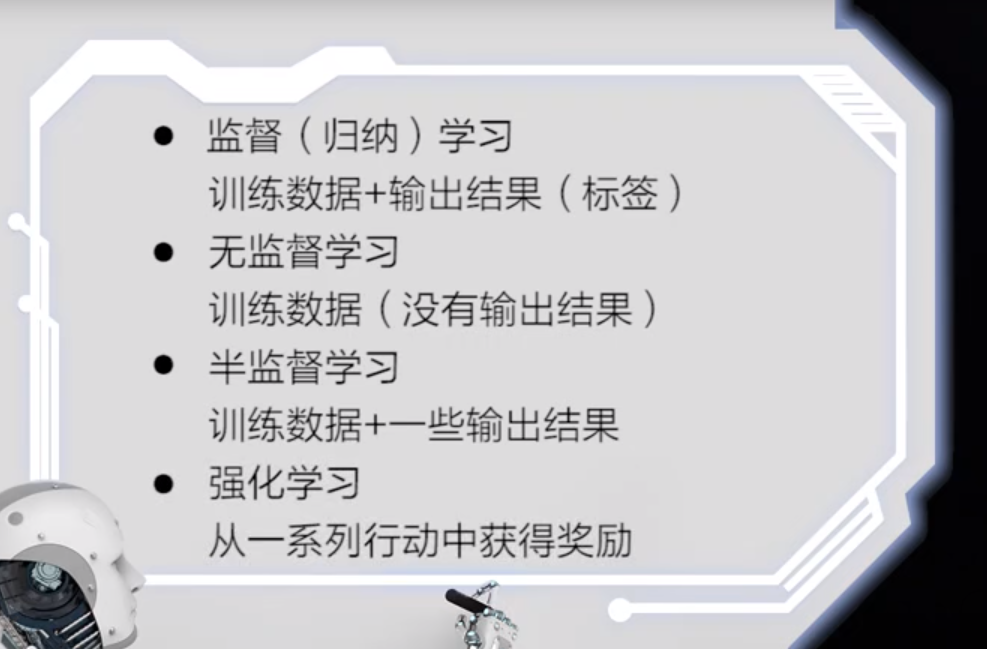 ● 监督（归纳）学习
训练数据+输出结果（标签）
● 无监督学习
训练数据（没有输出结果）
● 半监督学习
训练数据+一些输出结果
● 强化学习
从一系列行动中获得奖励